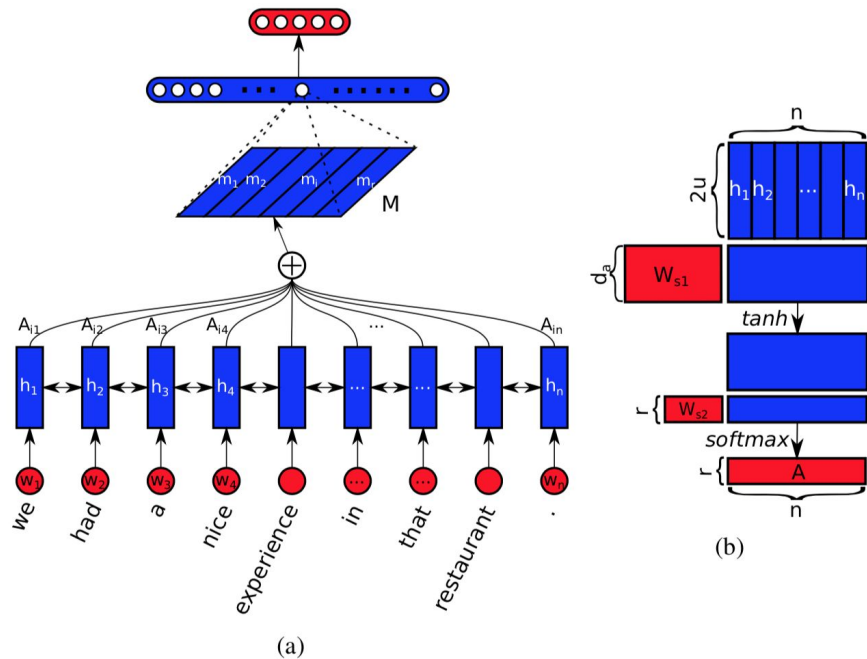 m₁ m₂ mᵢ mᵣ
M
Aᵢ₁ Aᵢ₂ Aᵢ₃ Aᵢ₄ ... Aᵢₙ
h₁ h₂ h₃ h₄ ... ... hₙ
w₁ w₂ w₃ w₄ ... ... wₙ
we had a nice experience in that restaurant .
(a)
n
2u
h₁ h₂ ... hₙ
dₐ
Wₛ₁
tanh
r
Wₛ₂
softmax
r
A
n
(b)